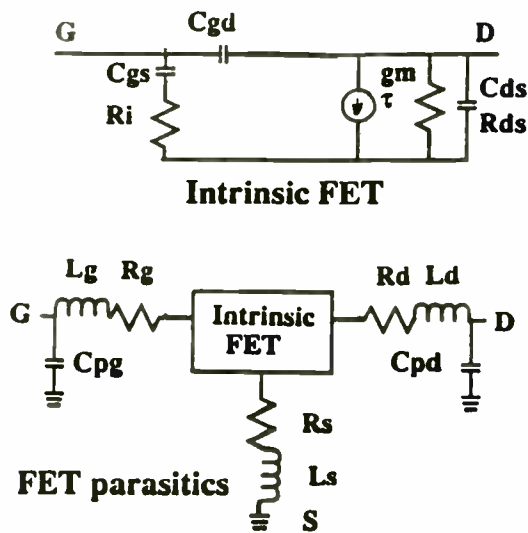 G Cgd D
Cgs gm Cds
Ri τ Rds
Intrinsic FET
Lg Rg Rd Ld
G Intrinsic D
FET
Cpg Cpd
Rs
FET parasitics Ls
S